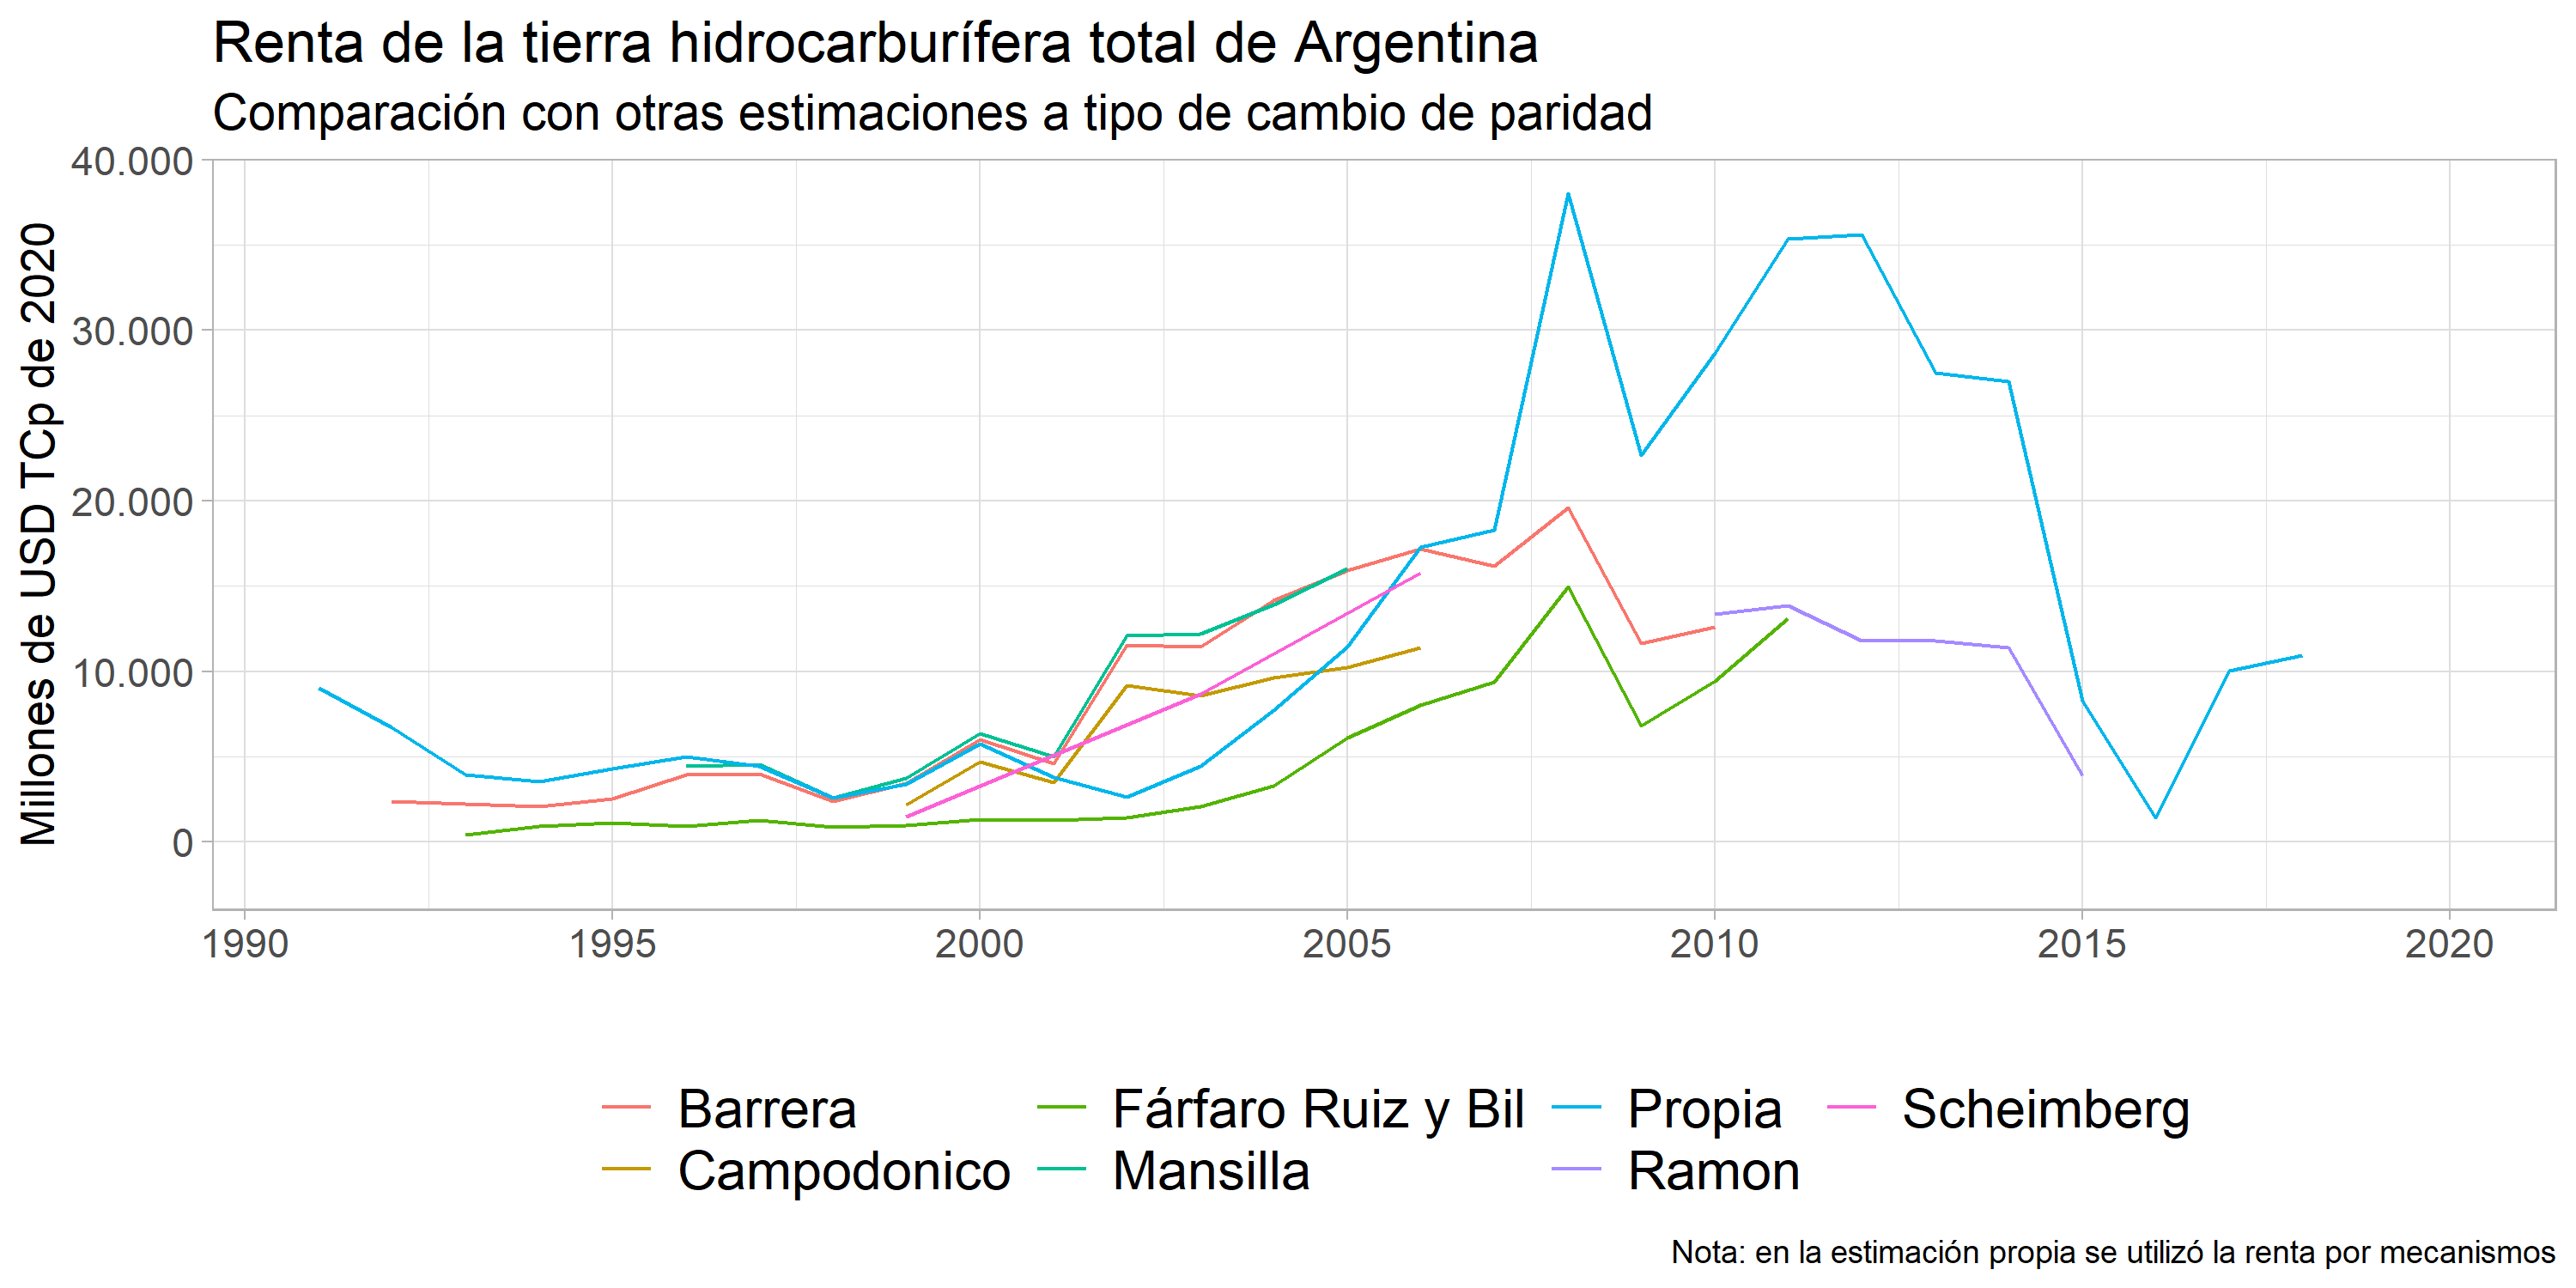 Renta de la tierra hidrocarburífera total de Argentina
Comparación con otras estimaciones a tipo de cambio de paridad
Millones de USD TCp de 2020
40.000
30.000
20.000
10.000
0
1990 1995 2000 2005 2010 2015 2020
Barrera Fárfaro Ruiz y Bil Propia Scheimberg
Campodonico Mansilla Ramon
Nota: en la estimación propia se utilizó la renta por mecanismos